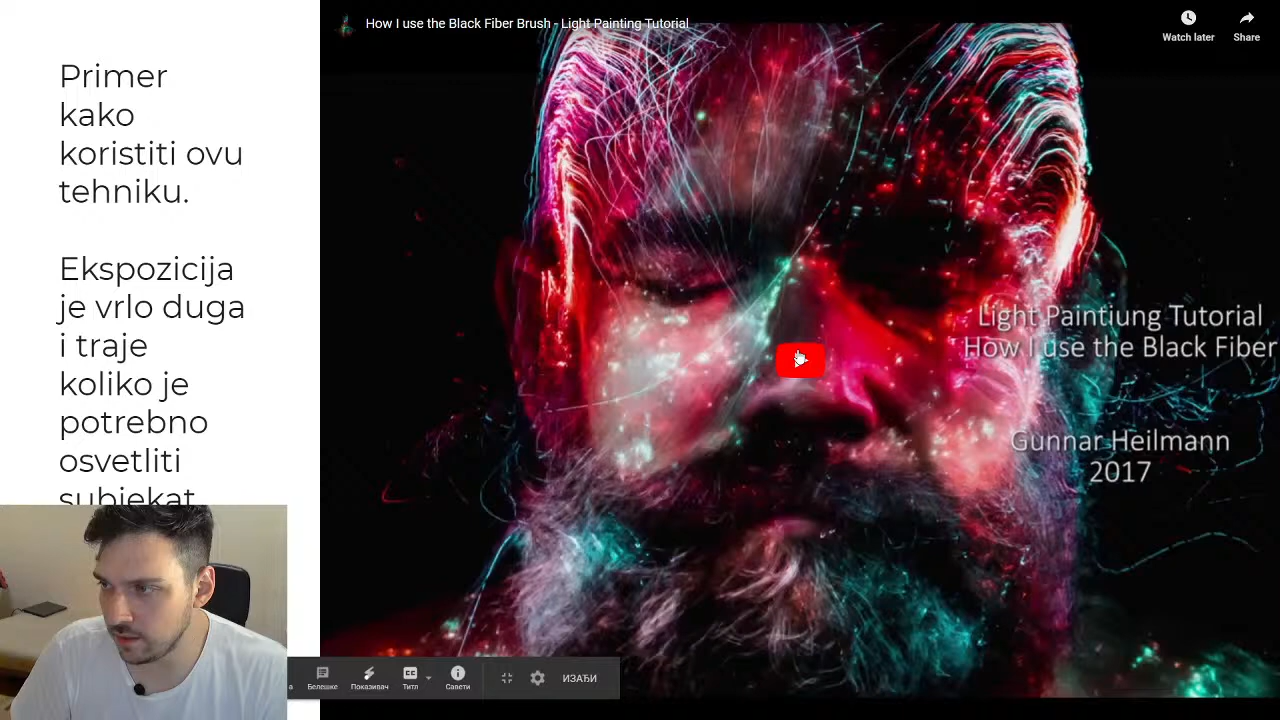 Primer
kako
koristiti ovu
tehniku.
Ekspozicija
je vrlo duga
i traje
koliko je
potrebno
osvetliti
subjekat
How I use the Black Fiber Brush - Light Painting Tutorial
Watch later
Share
Light Paintiung Tutorial
How I use the Black Fiber
Gunnar Heilmann
2017
а
Белешке
Показивач
Титл
Савети
ИЗАЂИ